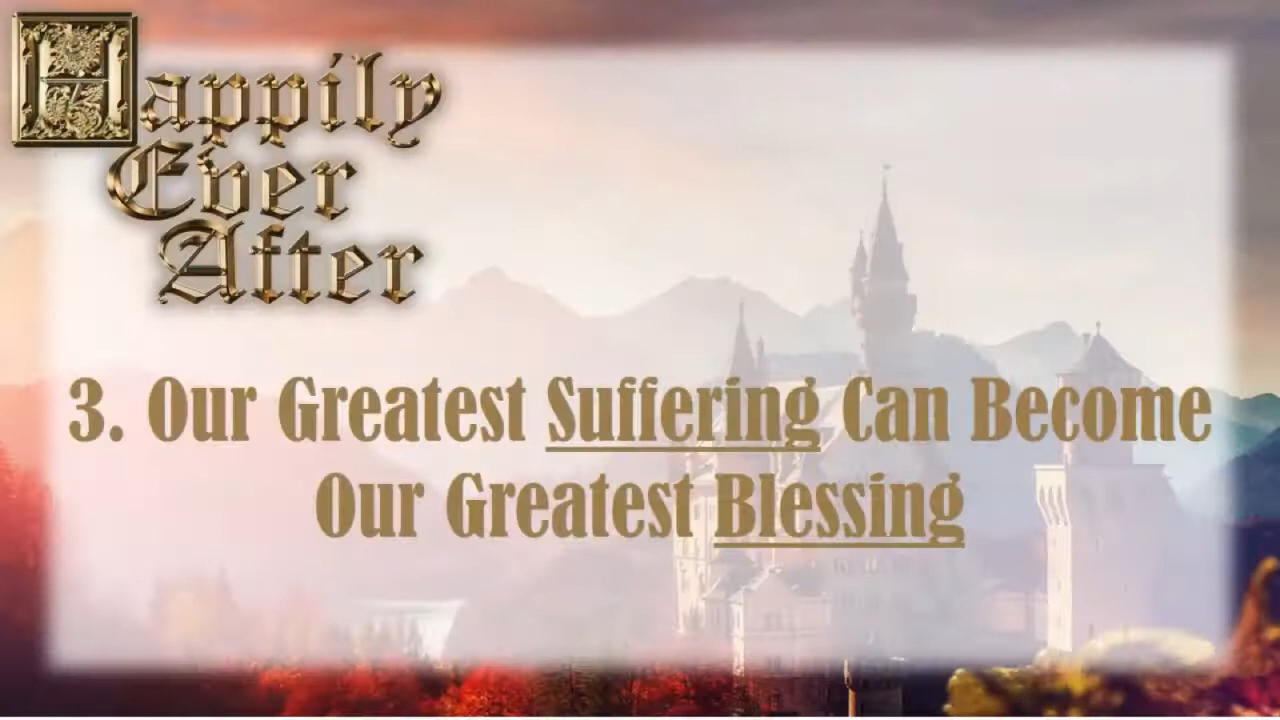 Happily
Ever
After
3. Our Greatest Suffering Can Become
Our Greatest Blessing